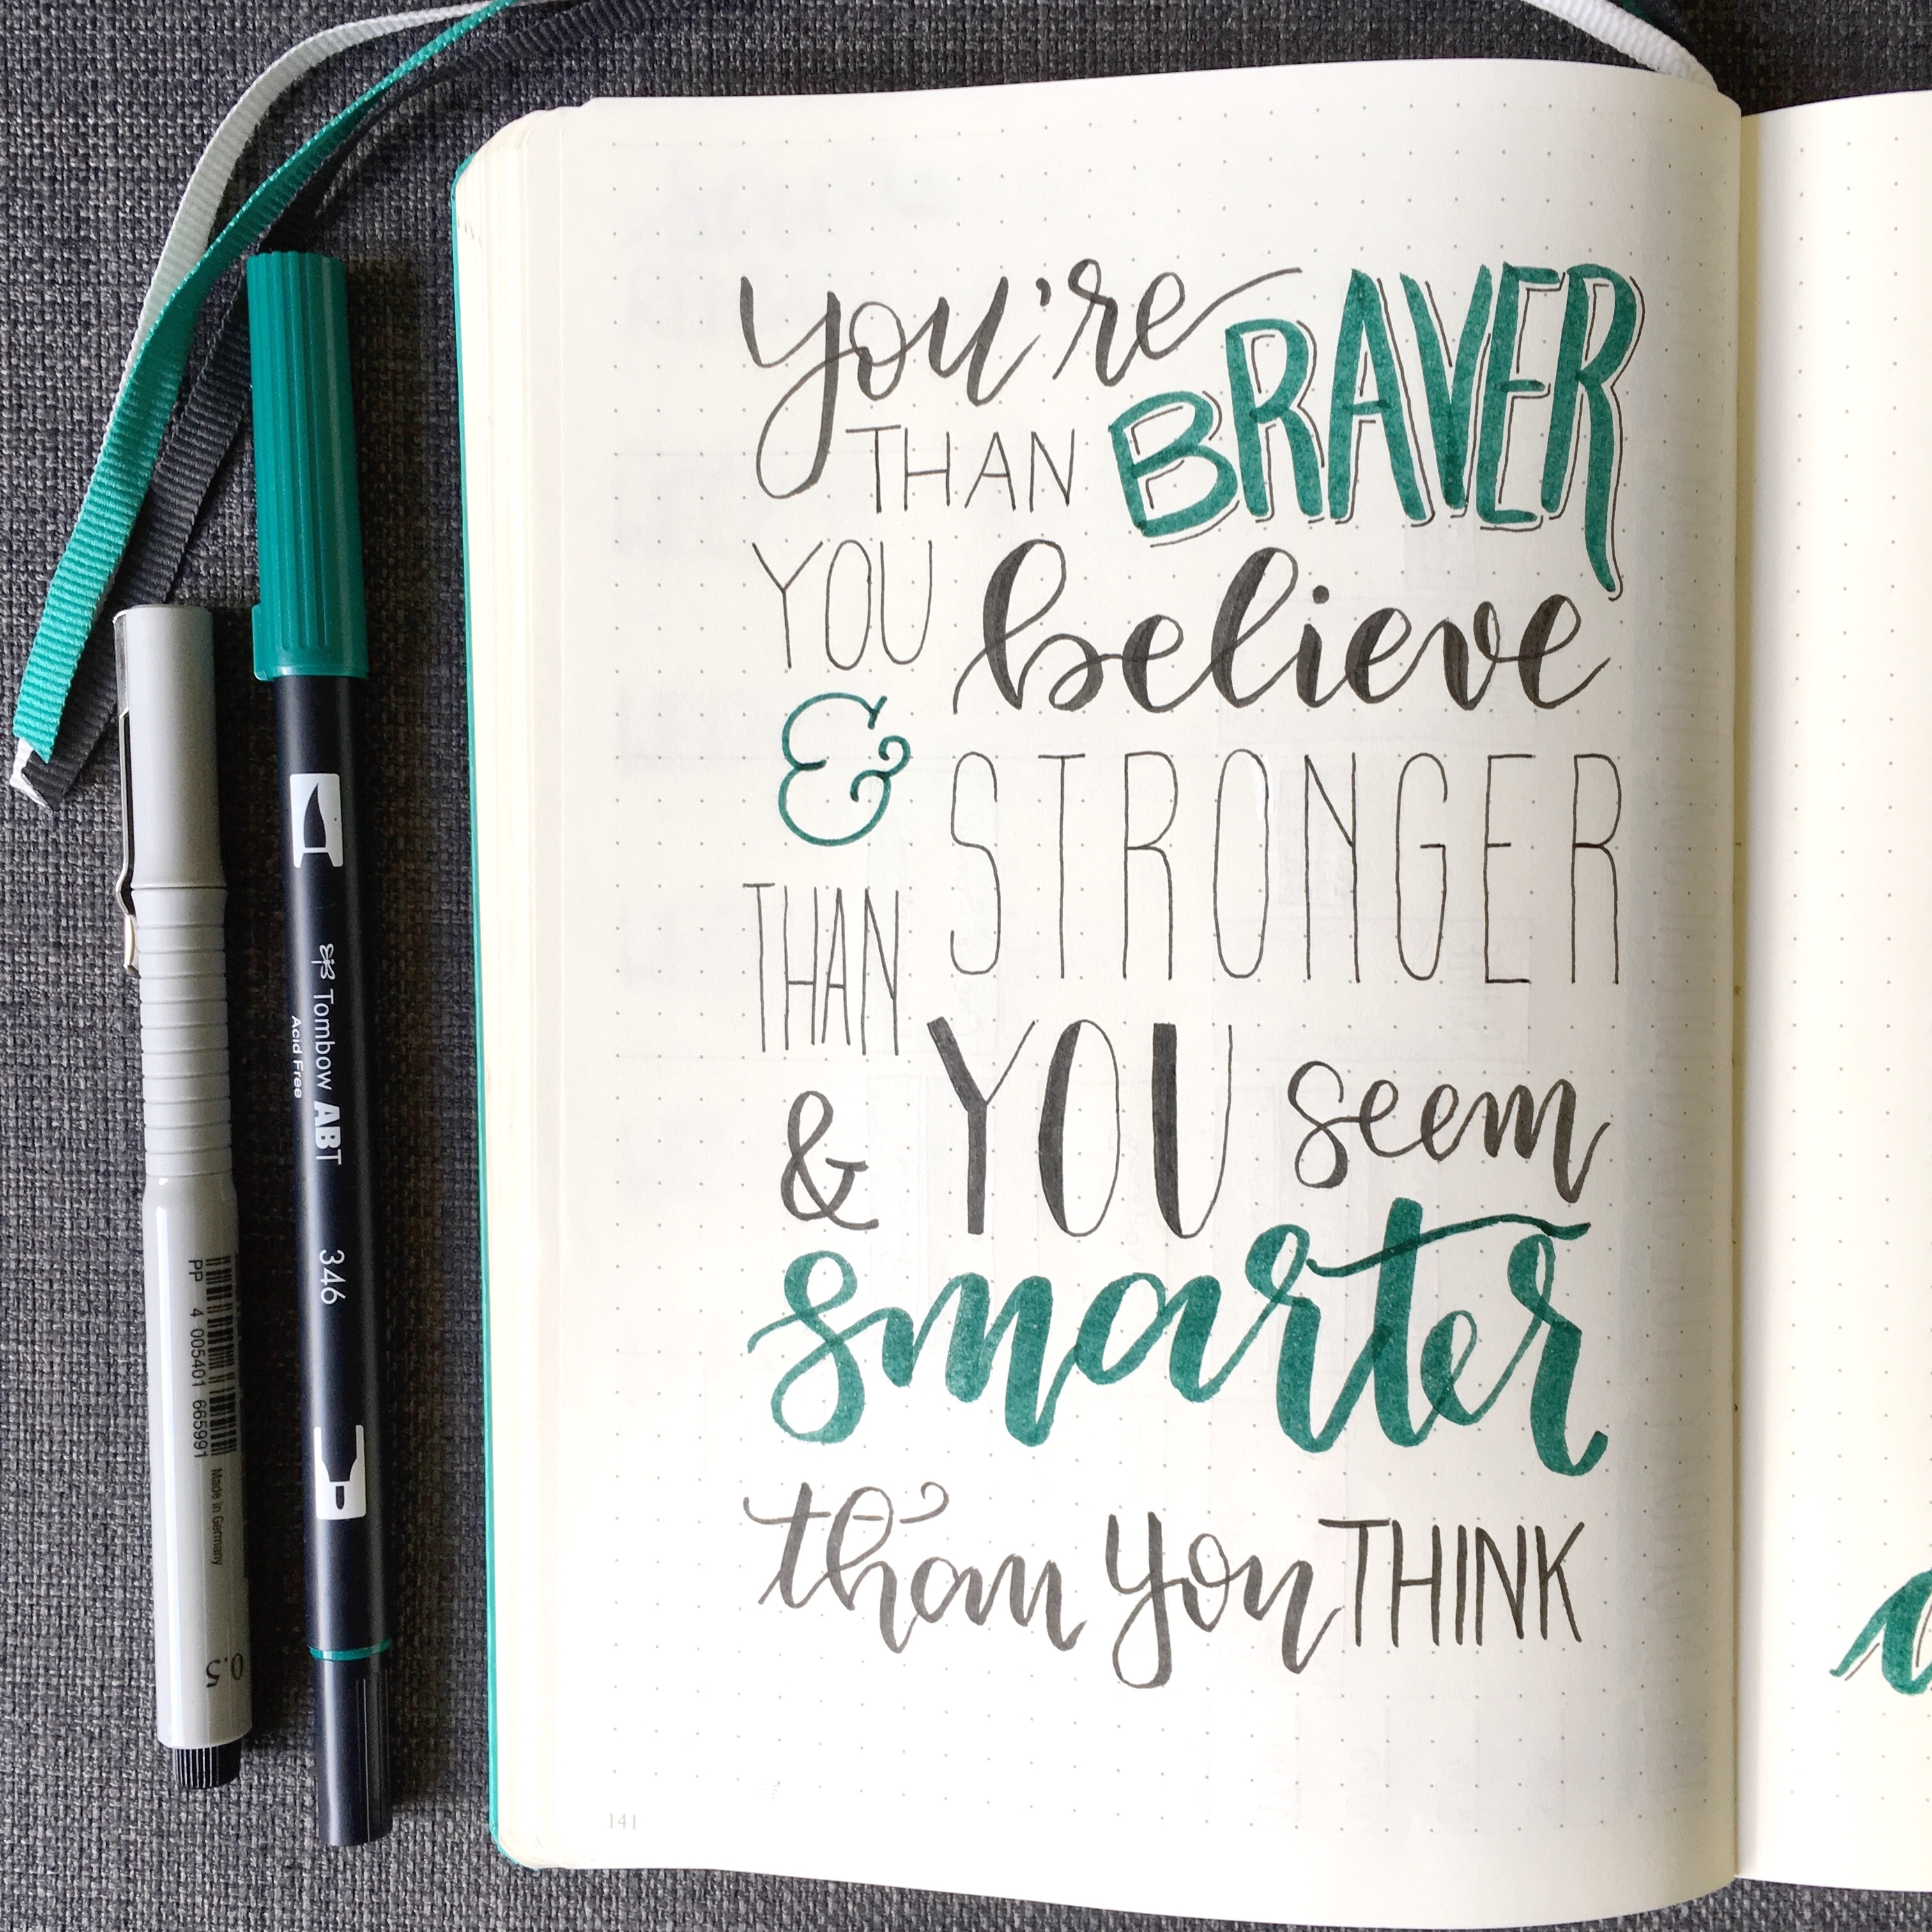 you're BRAVER
THAN
YOU believe
& STRONGER
THAN
& YOU seem
smarter
than you THINK
141
Tombow ABT
Acid Free
346
PP 4 005401 665991
Made in Germany
0.5